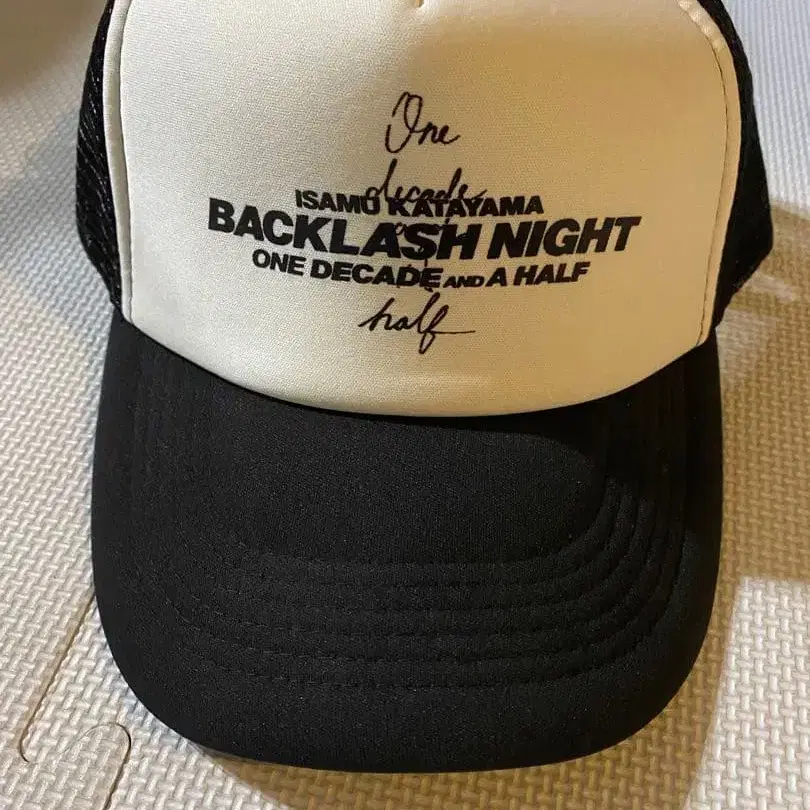 One
decade
ISAMU KATAYAMA
BACKLASH NIGHT
ONE DECADE AND A HALF
half